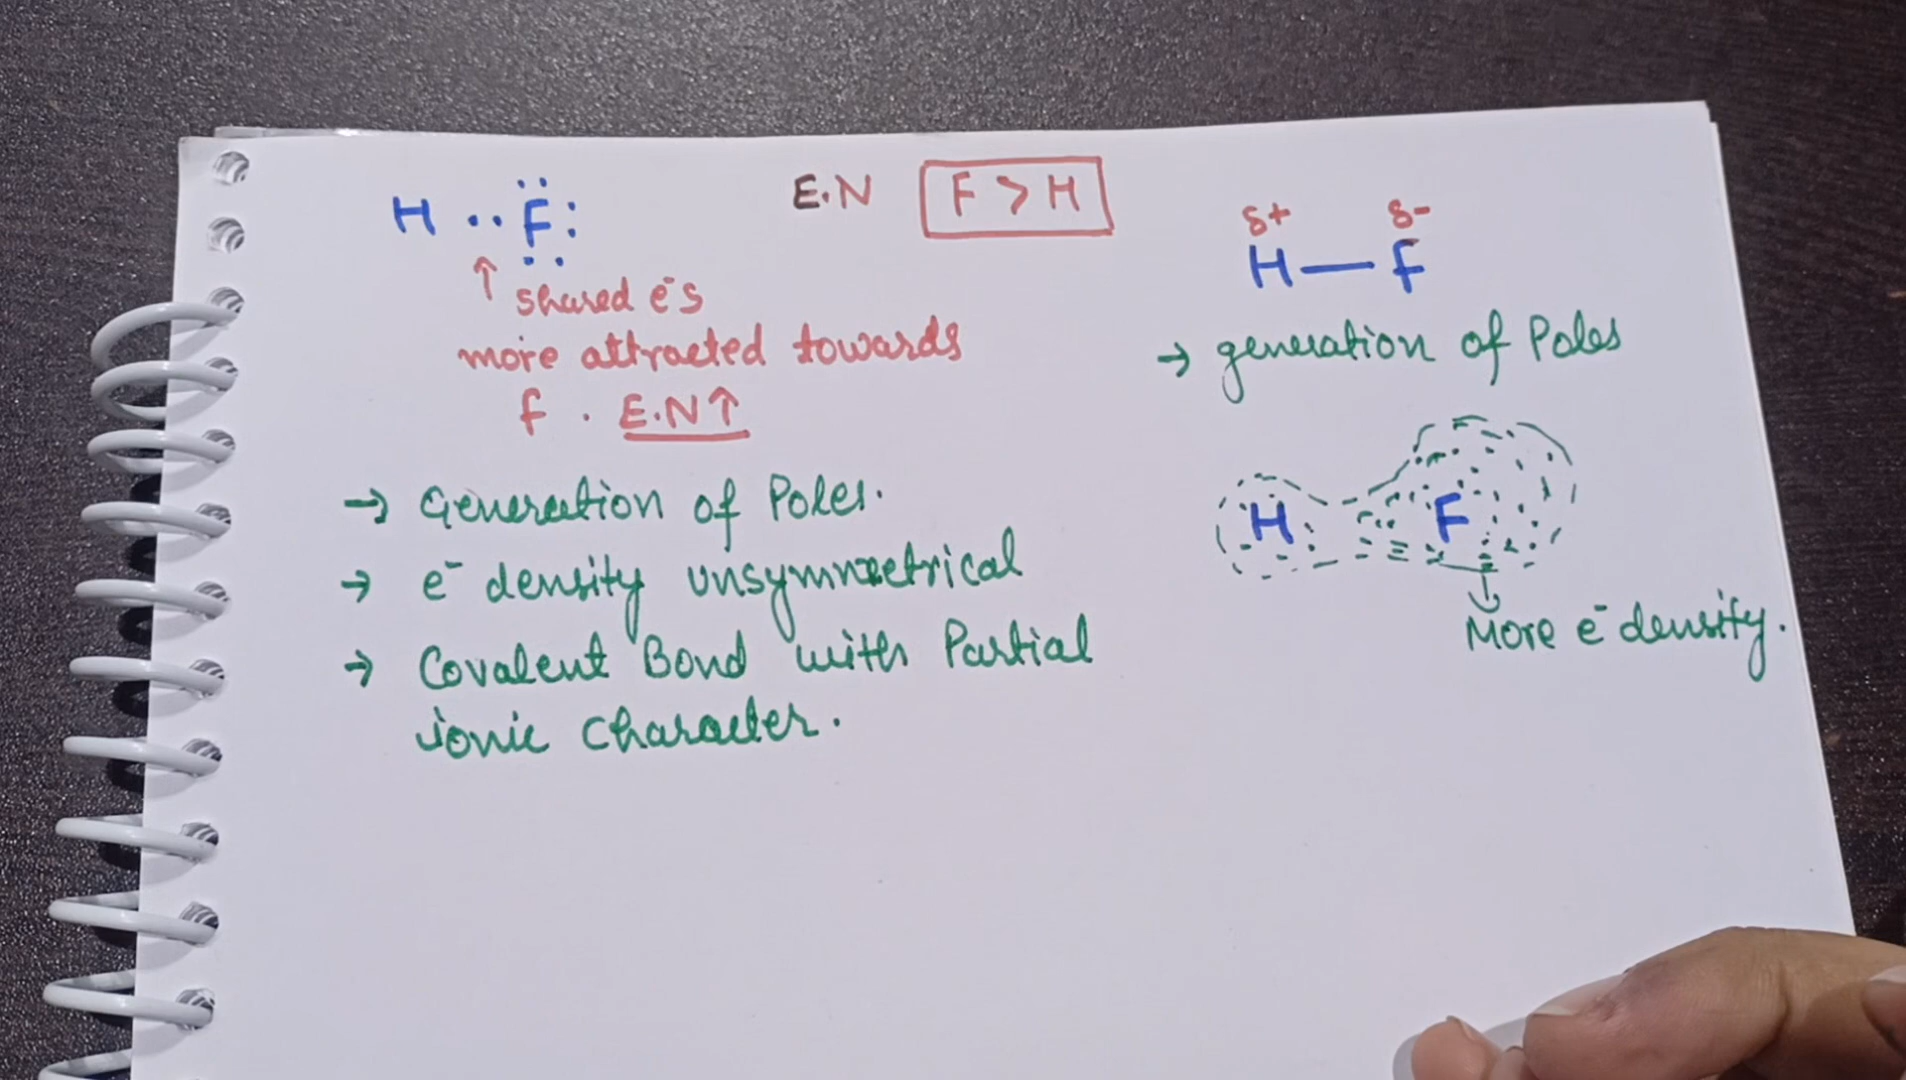 H ·· F
↑ shared e⁻s
more attracted towards
F . E.N↑
→ Generation of Poles.
→ e⁻ density unsymmetrical
→ Covalent Bond with Partial
ionic character.
E.N F > H
δ+ δ-
H — F
→ generation of Poles
H F
More e⁻ density.